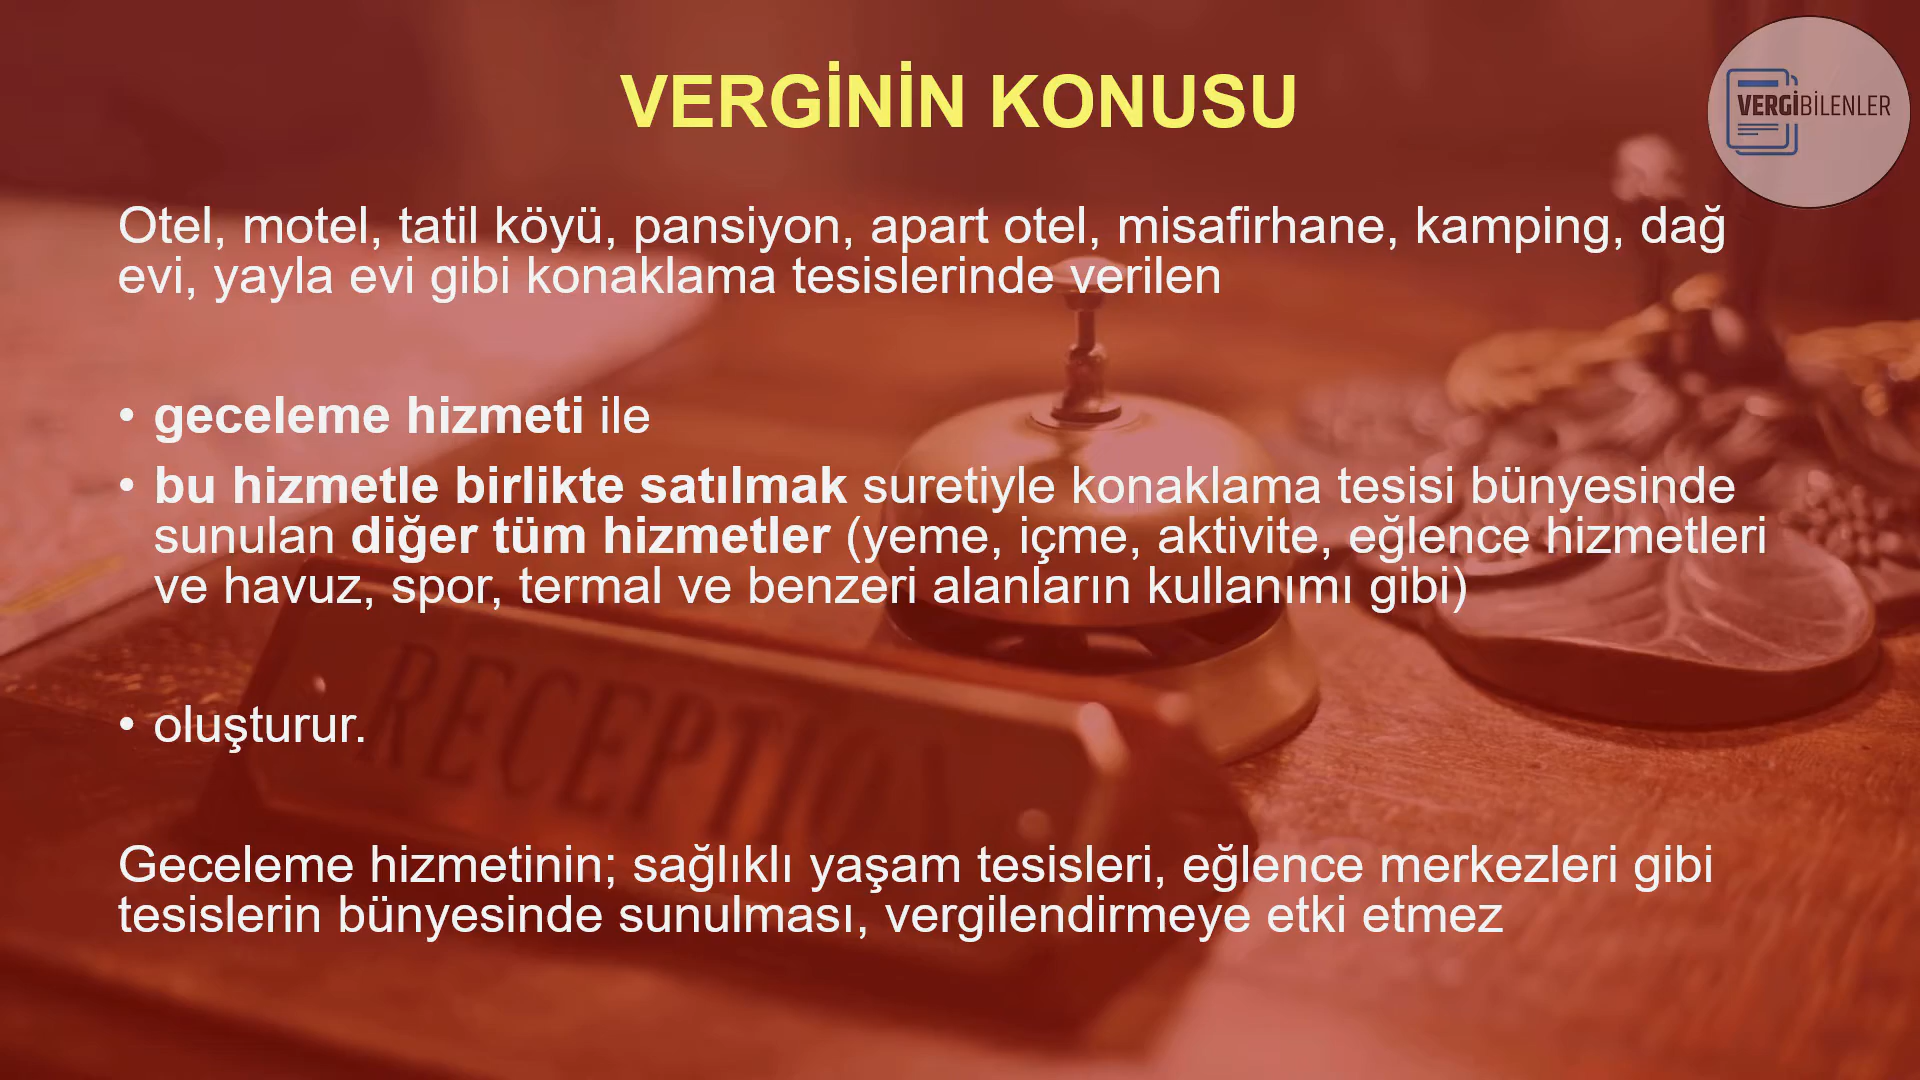 VERGİNİN KONUSU
VERGİBİLENLER
Otel, motel, tatil köyü, pansiyon, apart otel, misafirhane, kamping, dağ
evi, yayla evi gibi konaklama tesislerinde verilen
• geceleme hizmeti ile
• bu hizmetle birlikte satılmak suretiyle konaklama tesisi bünyesinde
sunulan diğer tüm hizmetler (yeme, içme, aktivite, eğlence hizmetleri
ve havuz, spor, termal ve benzeri alanların kullanımı gibi)
RECEPTION
• oluşturur.
Geceleme hizmetinin; sağlıklı yaşam tesisleri, eğlence merkezleri gibi
tesislerin bünyesinde sunulması, vergilendirmeye etki etmez